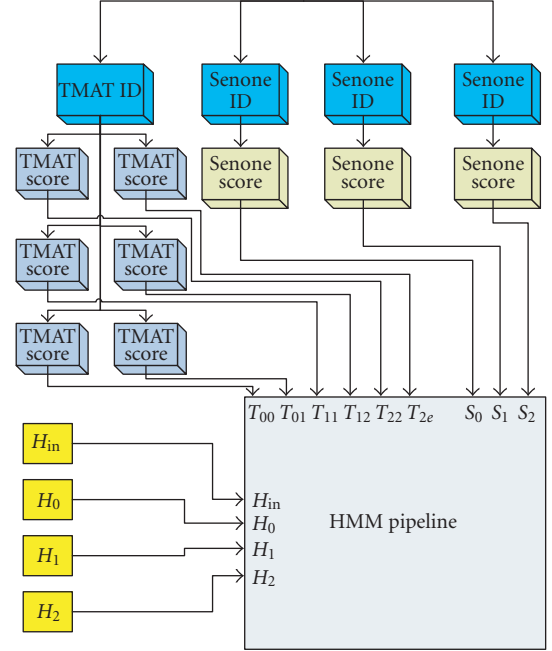 TMAT ID
Senone
ID
Senone
ID
Senone
ID
TMAT
score
TMAT
score
Senone
score
Senone
score
Senone
score
TMAT
score
TMAT
score
TMAT
score
TMAT
score
T00 T01 T11 T12 T22 T2e S0 S1 S2
Hin
H0
H1
H2
Hin
H0
H1
H2
HMM pipeline